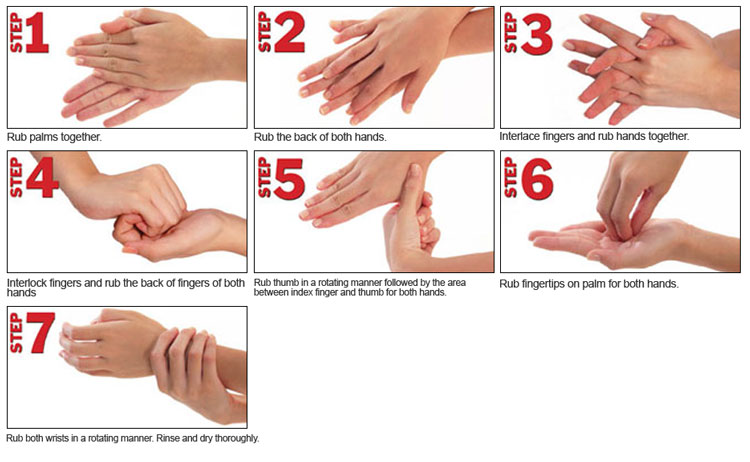 STEP 1
Rub palms together.
STEP 2
Rub the back of both hands.
STEP 3
Interlace fingers and rub hands together.
STEP 4
Interlock fingers and rub the back of fingers of both
hands
STEP 5
Rub thumb in a rotating manner followed by the area
between index finger and thumb for both hands.
STEP 6
Rub fingertips on palm for both hands.
STEP 7
Rub both wrists in a rotating manner. Rinse and dry thoroughly.